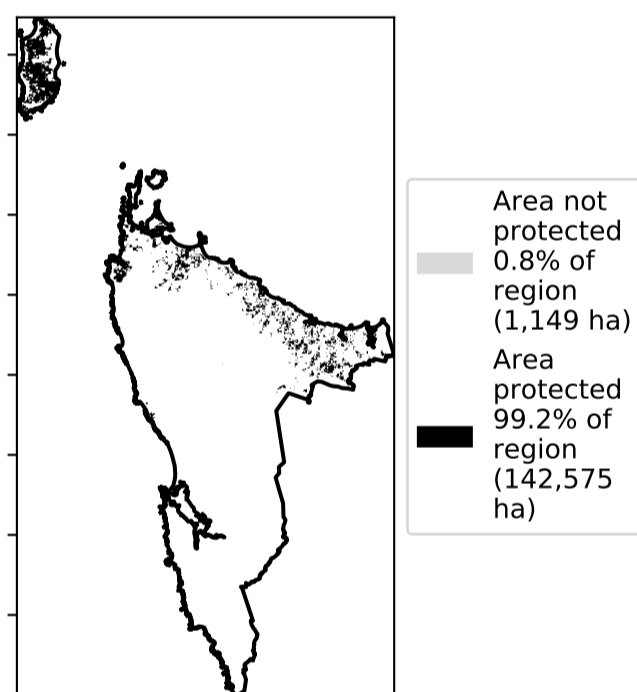 Area not
protected
0.8% of
region
(1,149 ha)
Area
protected
99.2% of
region
(142,575
ha)